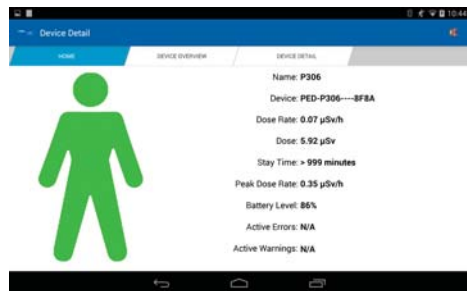 10:44
Device Detail
HOME
DEVICE OVERVIEW
DEVICE DETAIL
Name: P306
Device: PED-P306----8F8A
Dose Rate: 0.07 µSv/h
Dose: 5.92 µSv
Stay Time: > 999 minutes
Peak Dose Rate: 0.35 µSv/h
Battery Level: 86%
Active Errors: N/A
Active Warnings: N/A